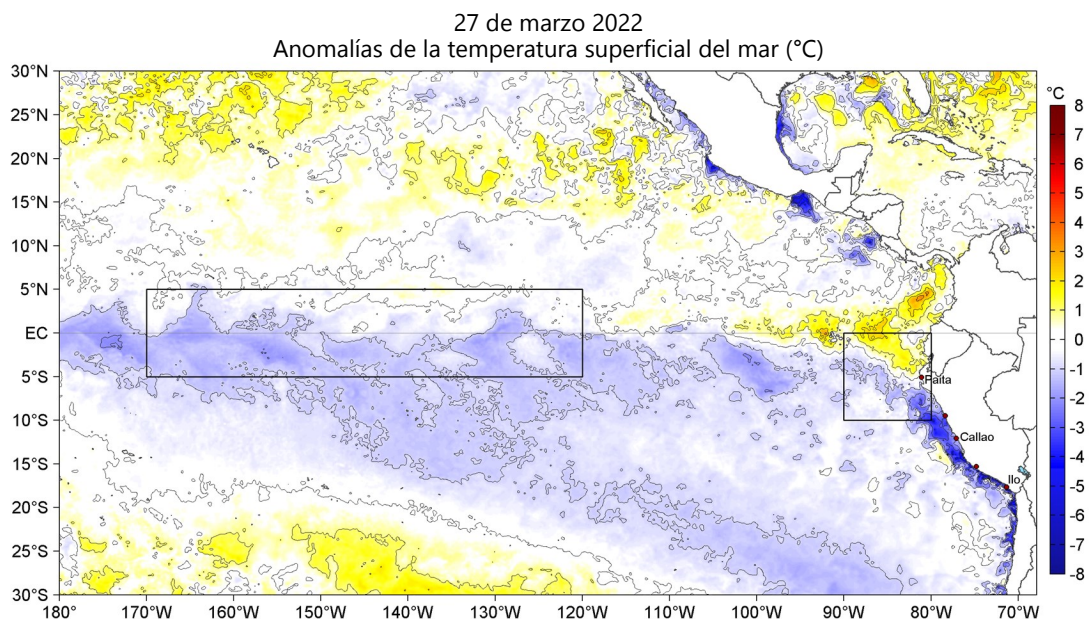 27 de marzo 2022
Anomalías de la temperatura superficial del mar (°C)
30°N
25°N
20°N
15°N
10°N
5°N
EC
5°S
10°S
15°S
20°S
25°S
30°S
180
170°W
160°W
150°W
140°W
130°W
120°W
110°W
100°W
90°W
80°W
70°W
Paita
Callao
Ilo
°C
8
7
6
5
4
3
2
1
0
-1
-2
-3
-4
-5
-6
-7
-8